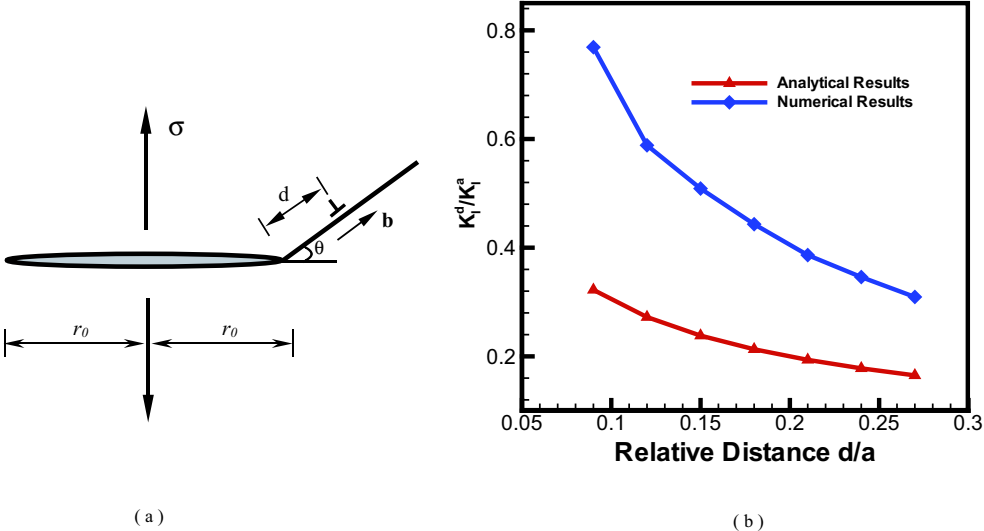 σ
d
b
θ
r0
r0
(a)
0.8
0.6
0.4
0.2
K_I^d/K_I^a
Analytical Results
Numerical Results
0.05
0.1
0.15
0.2
0.25
0.3
Relative Distance d/a
(b)